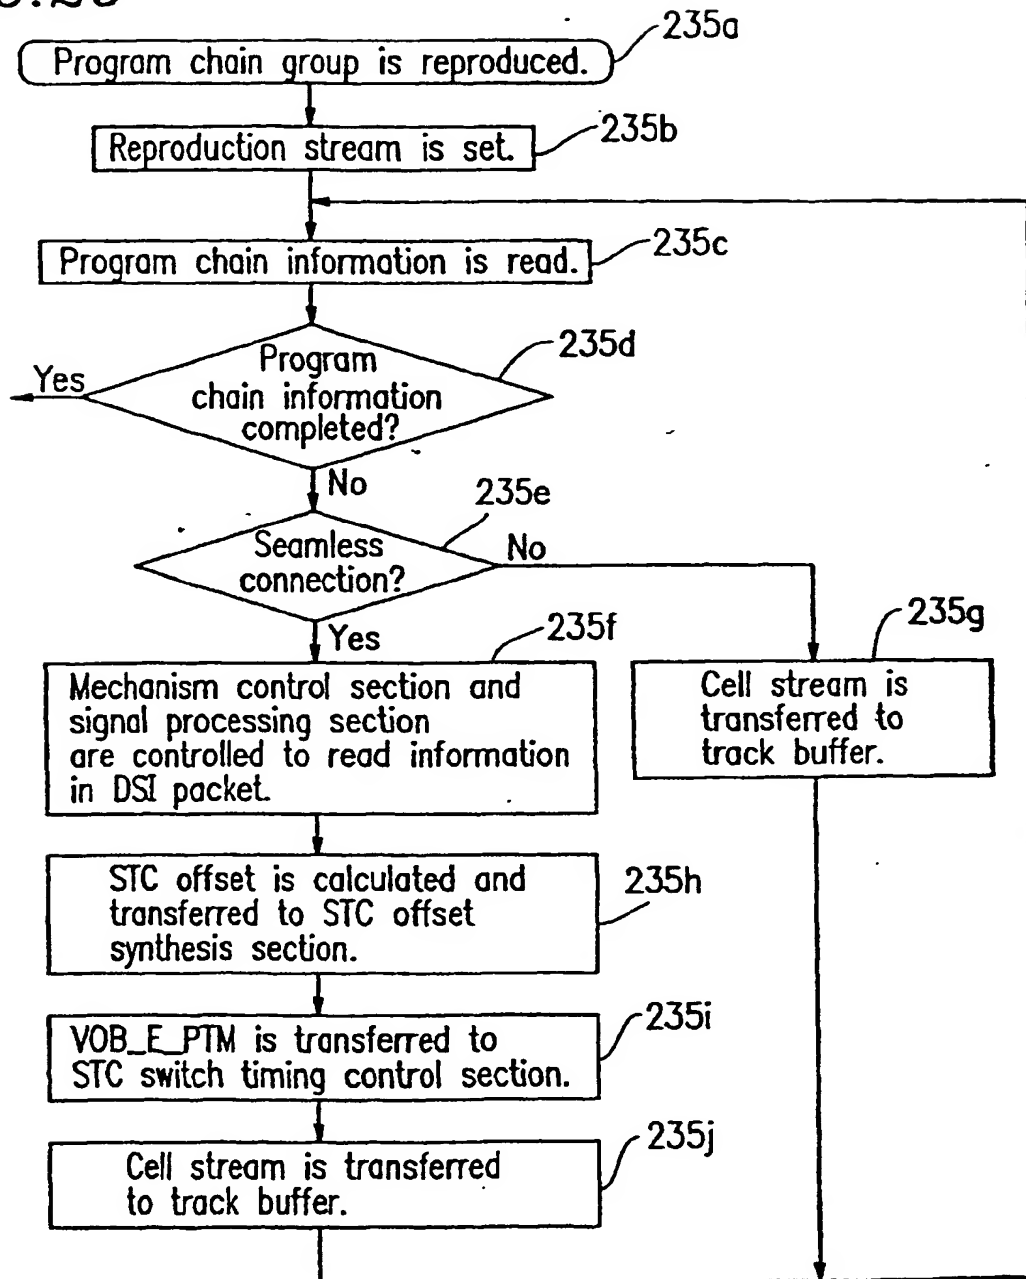 235a
Program chain group is reproduced.
235b
Reproduction stream is set.
235c
Program chain information is read.
235d
Program
chain information
completed?
Yes
No
235e
Seamless
connection?
No
Yes
235f
Mechanism control section and
signal processing section
are controlled to read information
in DSI packet.
235g
Cell stream is
transferred to
track buffer.
235h
STC offset is calculated and
transferred to STC offset
synthesis section.
235i
VOB_E_PTM is transferred to
STC switch timing control section.
235j
Cell stream is transferred
to track buffer.